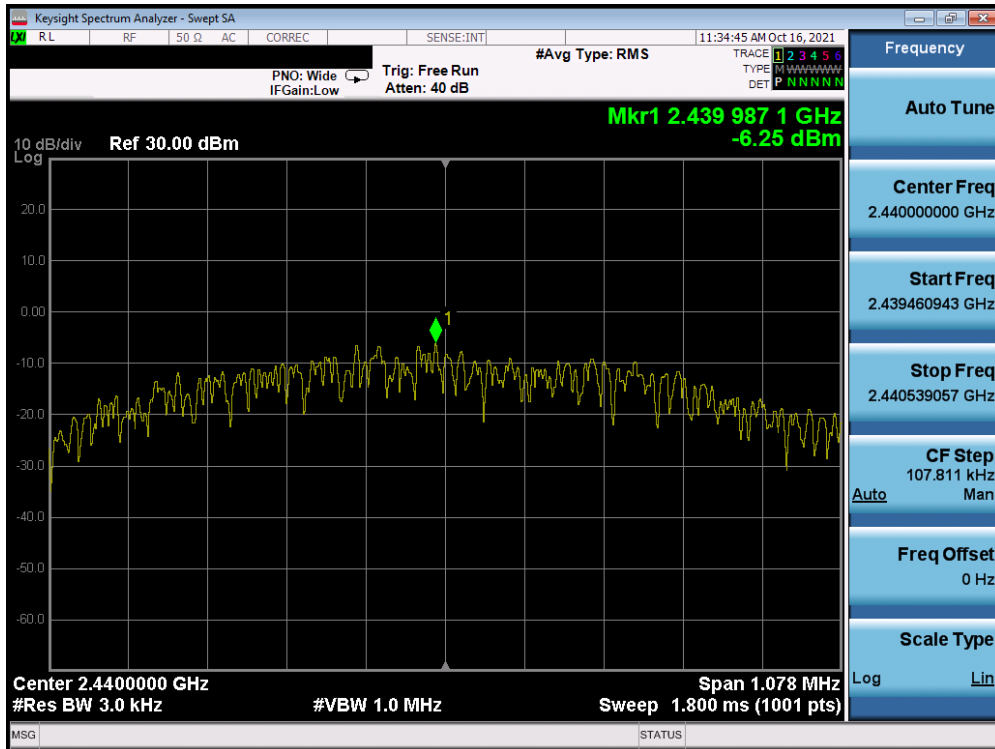 Keysight Spectrum Analyzer - Swept SA
LXI RL RF 50 Ω AC CORREC SENSE:INT 11:34:45 AM Oct 16, 2021
#Avg Type: RMS
TRACE 1 2 3 4 5 6
TYPE M W W W W W
DET P N N N N N
PNO: Wide
IFGain:Low
Trig: Free Run
Atten: 40 dB
Mkr1 2.439 987 1 GHz
-6.25 dBm
10 dB/div
Log
Ref 30.00 dBm
20.0
10.0
0.00
-10.0
-20.0
-30.0
-40.0
-50.0
-60.0
1
Center 2.4400000 GHz
Span 1.078 MHz
#Res BW 3.0 kHz
#VBW 1.0 MHz
Sweep 1.800 ms (1001 pts)
MSG
STATUS
Frequency
Auto Tune
Center Freq
2.440000000 GHz
Start Freq
2.439460943 GHz
Stop Freq
2.440539057 GHz
CF Step
107.811 kHz
Auto Man
Freq Offset
0 Hz
Scale Type
Log Lin